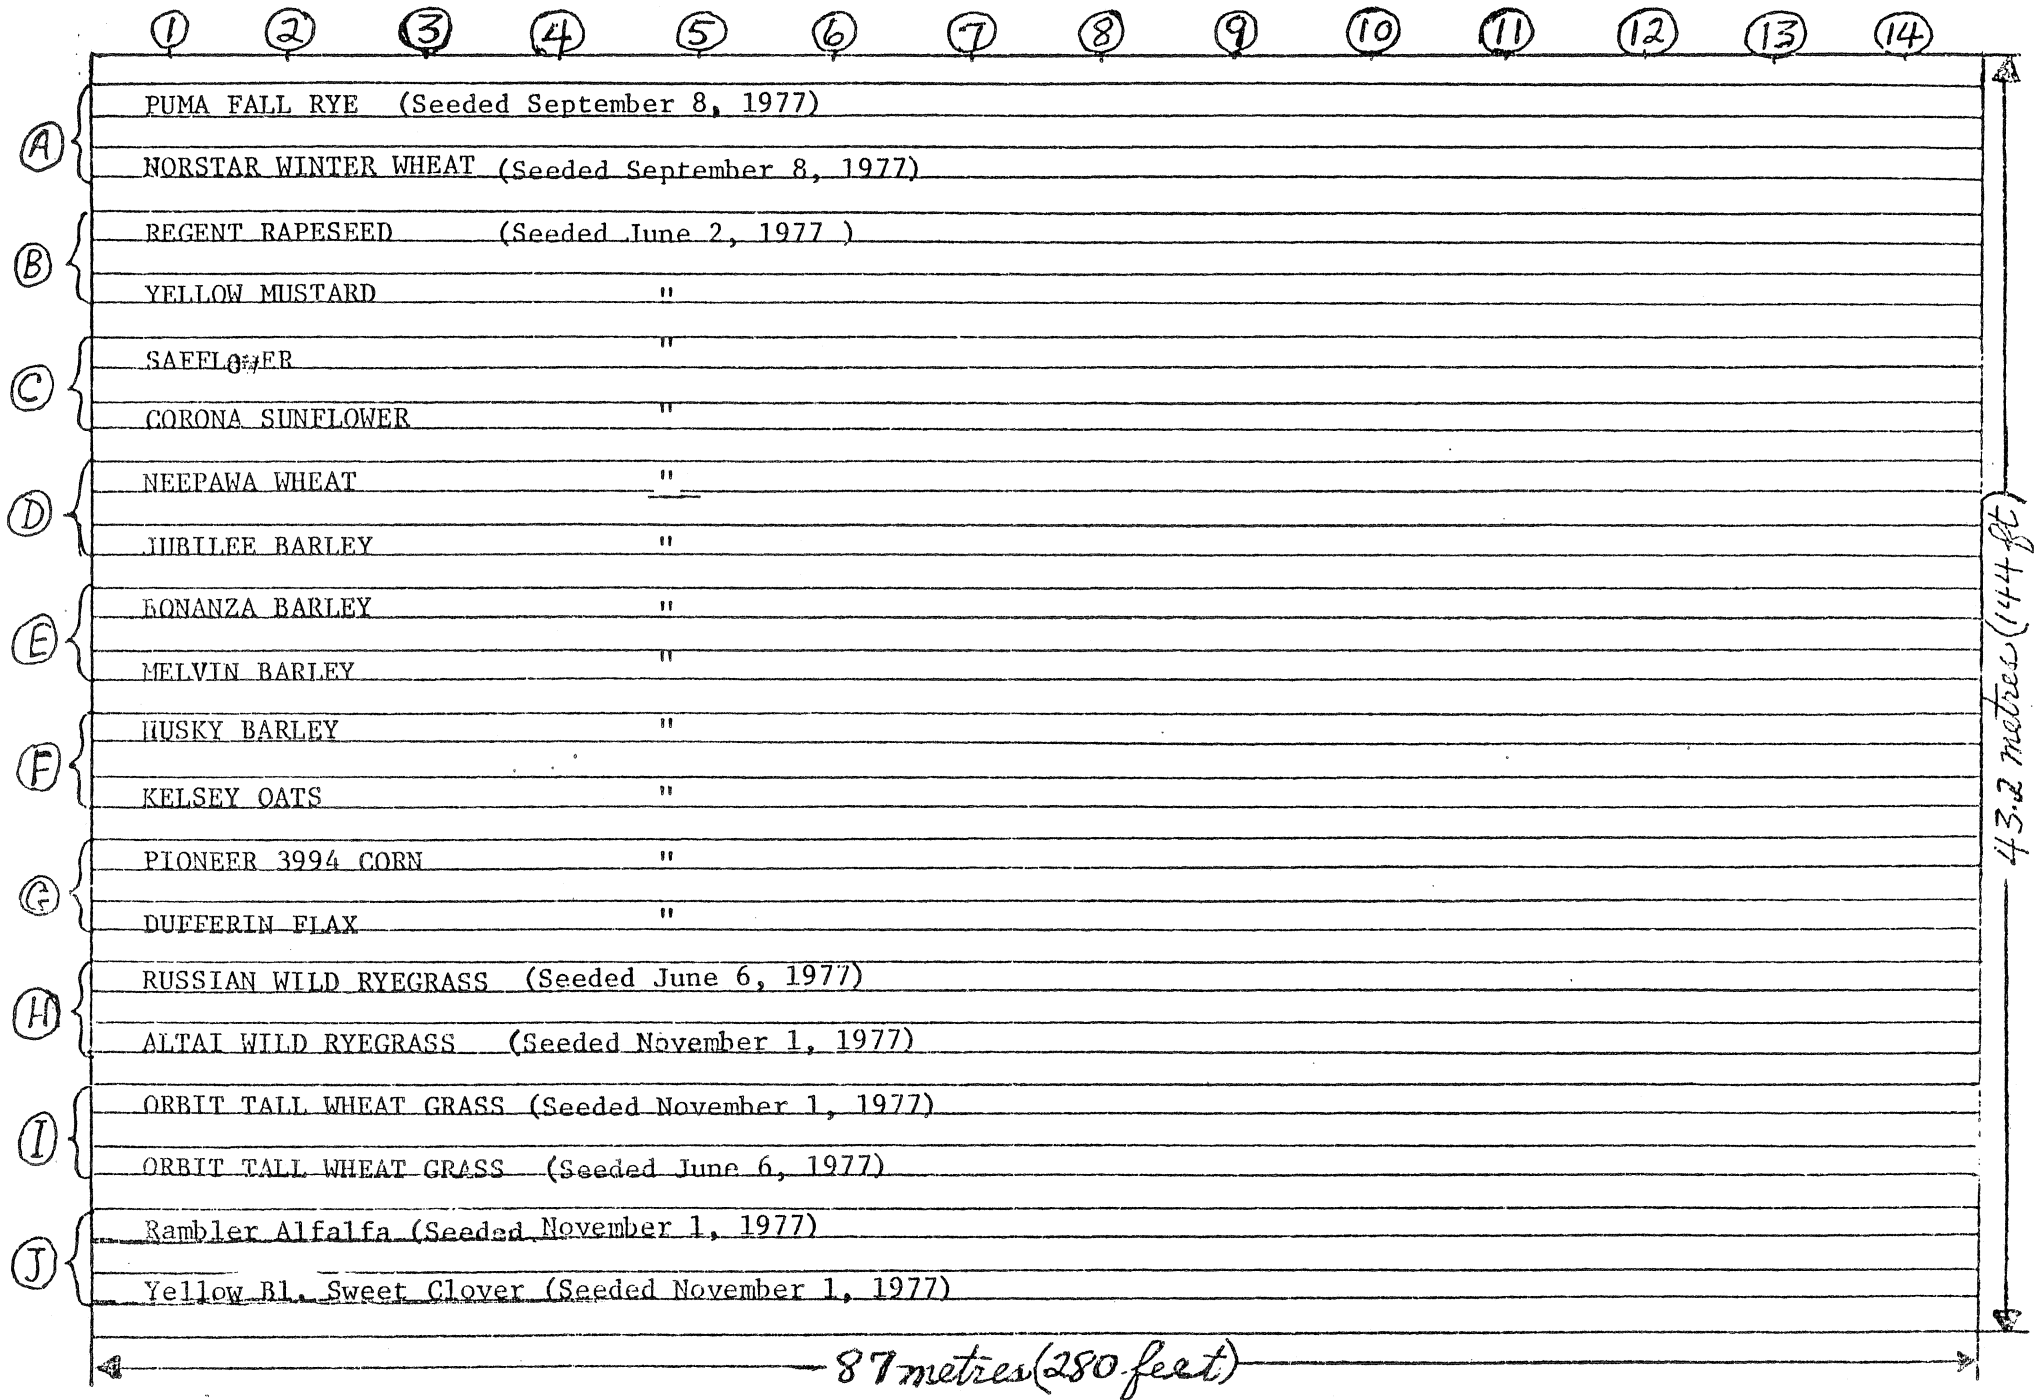 1 2 3 4 5 6 7 8 9 10 11 12 13 14
A
PUMA FALL RYE (Seeded September 8, 1977)
NORSTAR WINTER WHEAT (Seeded September 8, 1977)
B
REGENT RAPESEED (Seeded June 2, 1977 )
YELLOW MUSTARD "
C
SAFFLOWER "
CORONA SUNFLOWER "
D
NEEPAWA WHEAT "
JUBILEE BARLEY "
E
BONANZA BARLEY "
MELVIN BARLEY "
F
HUSKY BARLEY "
KELSEY OATS "
G
PIONEER 3994 CORN "
DUFFERIN FLAX "
H
RUSSIAN WILD RYEGRASS (Seeded June 6, 1977)
ALTAI WILD RYEGRASS (Seeded November 1, 1977)
I
ORBIT TALL WHEAT GRASS (Seeded November 1, 1977)
ORBIT TALL WHEAT GRASS (Seeded June 6, 1977)
J
Rambler Alfalfa (Seeded November 1, 1977)
Yellow Bl. Sweet Clover (Seeded November 1, 1977)
43.2 metres (144 ft)
87 metres (280 feet)